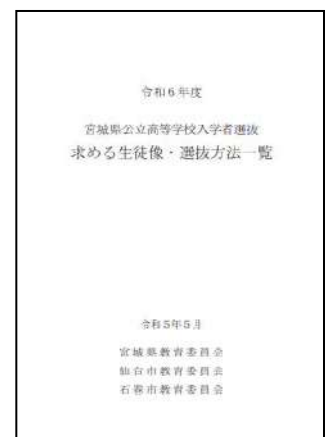 令和6年度
宮城県公立高等学校入学者選抜
求める生徒像・選抜方法一覧
令和5年5月
宮城県教育委員会
仙台市教育委員会
石巻市教育委員会